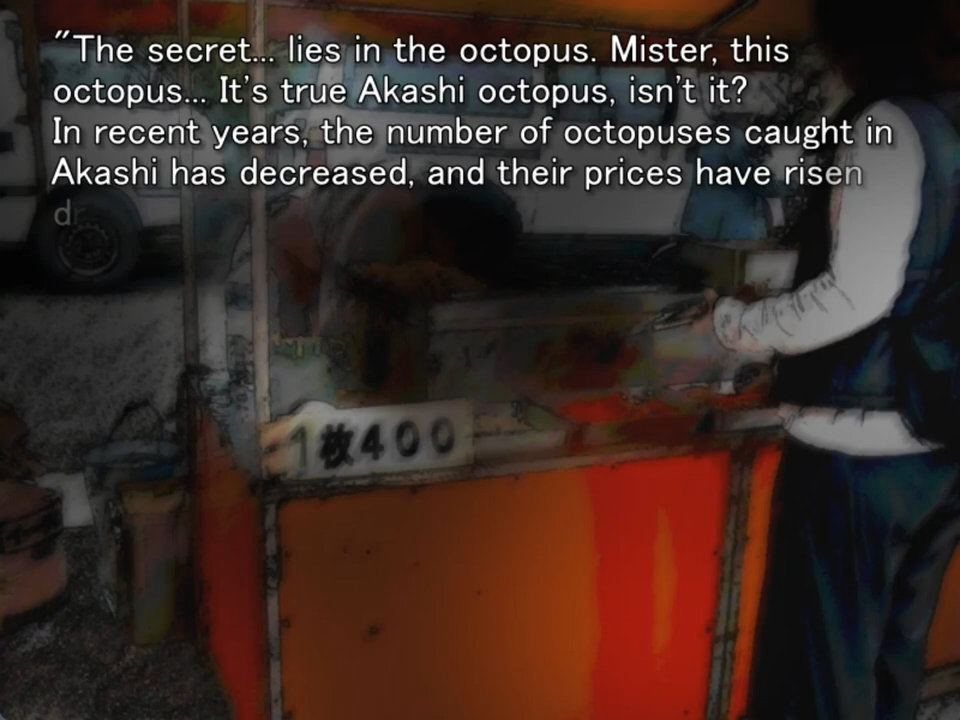 "The secret... lies in the octopus. Mister, this
octopus... It's true Akashi octopus, isn't it?
In recent years, the number of octopuses caught in
Akashi has decreased, and their prices have risen
dr
1枚400